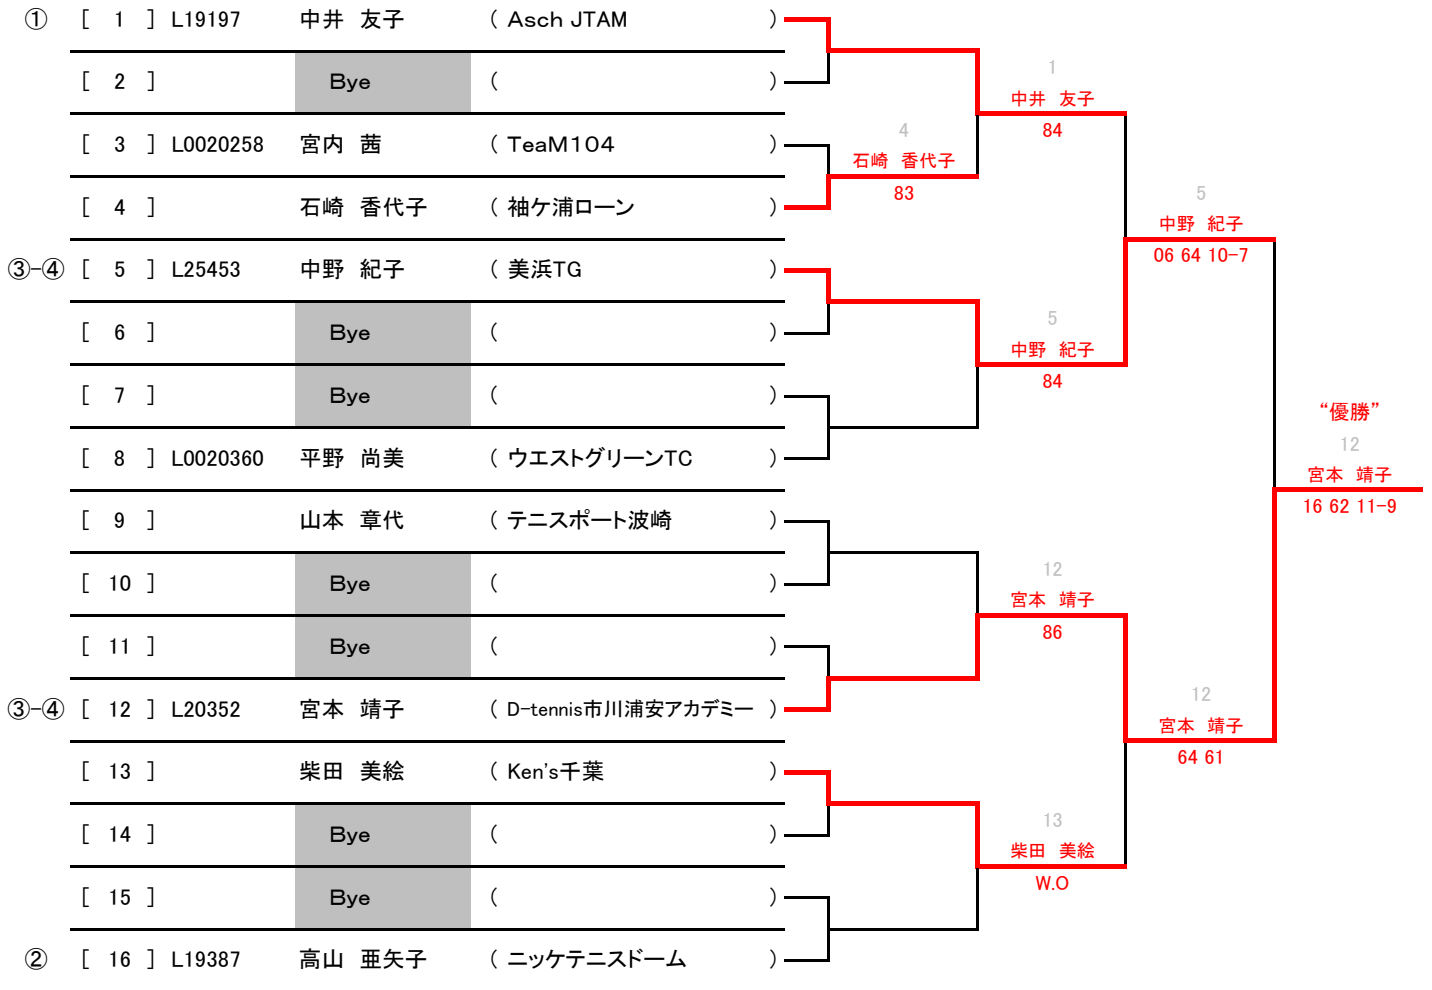 ① [ 1 ] L19197 中井 友子 ( Asch JTAM )
1
[ 2 ] Bye ( )
中井 友子
84
4
[ 3 ] L0020258 宮内 茜 ( TeaM104 )
石崎 香代子
83
5
[ 4 ] 石崎 香代子 ( 袖ケ浦ローン )
中野 紀子
06 64 10-7
③-④ [ 5 ] L25453 中野 紀子 ( 美浜TG )
5
[ 6 ] Bye ( )
中野 紀子
84
[ 7 ] Bye ( )
“優勝”
12
[ 8 ] L0020360 平野 尚美 ( ウエストグリーンTC )
宮本 靖子
16 62 11-9
[ 9 ] 山本 章代 ( テニスポート波崎 )
12
[ 10 ] Bye ( )
宮本 靖子
86
[ 11 ] Bye ( )
12
③-④ [ 12 ] L20352 宮本 靖子 ( D-tennis市川浦安アカデミー )
宮本 靖子
64 61
[ 13 ] 柴田 美絵 ( Ken's千葉 )
13
[ 14 ] Bye ( )
柴田 美絵
W.O
[ 15 ] Bye ( )
② [ 16 ] L19387 高山 亜矢子 ( ニッケテニスドーム )